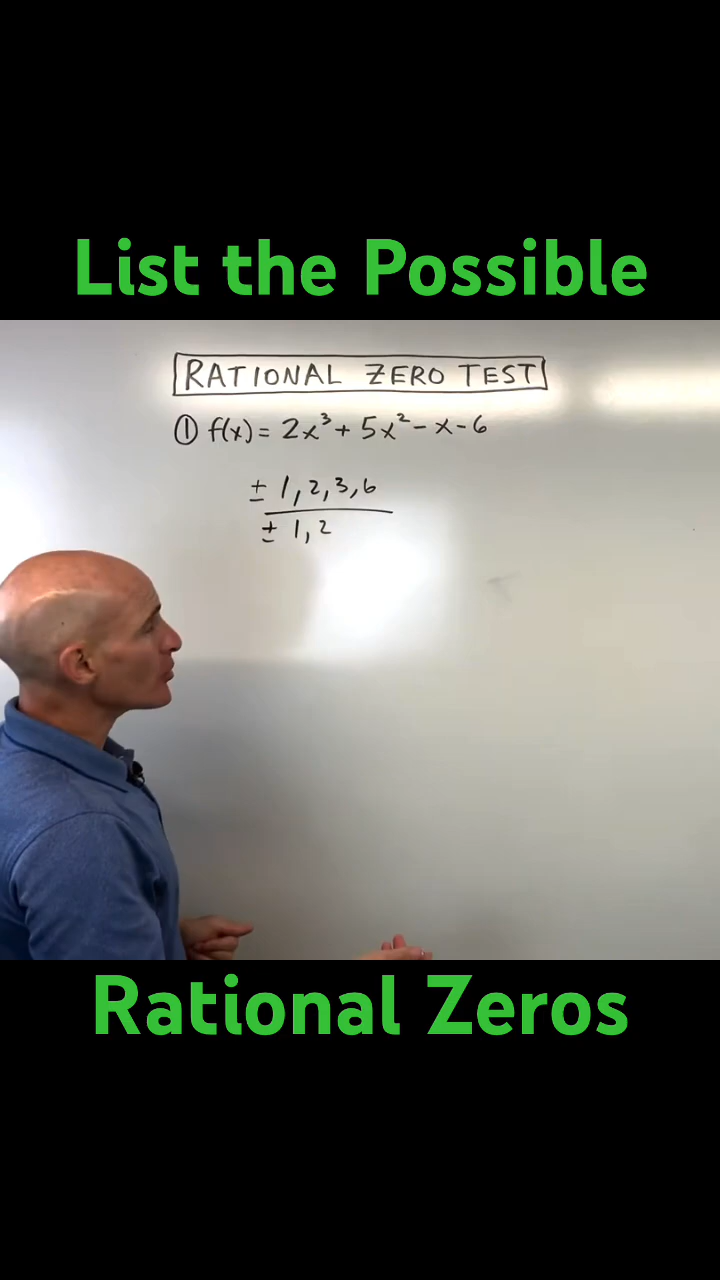 List the Possible
RATIONAL ZERO TEST
① f(x) = 2x³ + 5x² - x - 6
± 1, 2, 3, 6
± 1, 2
Rational Zeros